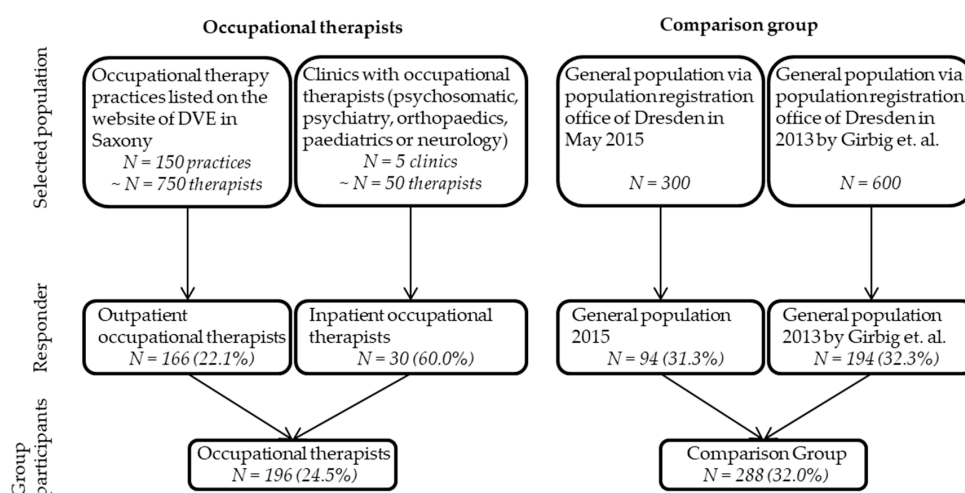 Occupational therapists
Comparison group
Selected population
Occupational therapy
practices listed on the
website of DVE in
Saxony
N = 150 practices
~ N = 750 therapists
Clinics with occupational
therapists (psychosomatic,
psychiatry, orthopaedics,
paediatrics or neurology)
N = 5 clinics
~ N = 50 therapists
General population via
population registration
office of Dresden in
May 2015
N = 300
General population via
population registration
office of Dresden in
2013 by Girbig et. al.
N = 600
Responder
Outpatient
occupational therapists
N = 166 (22.1%)
Inpatient occupational
therapists
N = 30 (60.0%)
General population
2015
N = 94 (31.3%)
General population
2013 by Girbig et. al.
N = 194 (32.3%)
Group
participants
Occupational therapists
N = 196 (24.5%)
Comparison Group
N = 288 (32.0%)